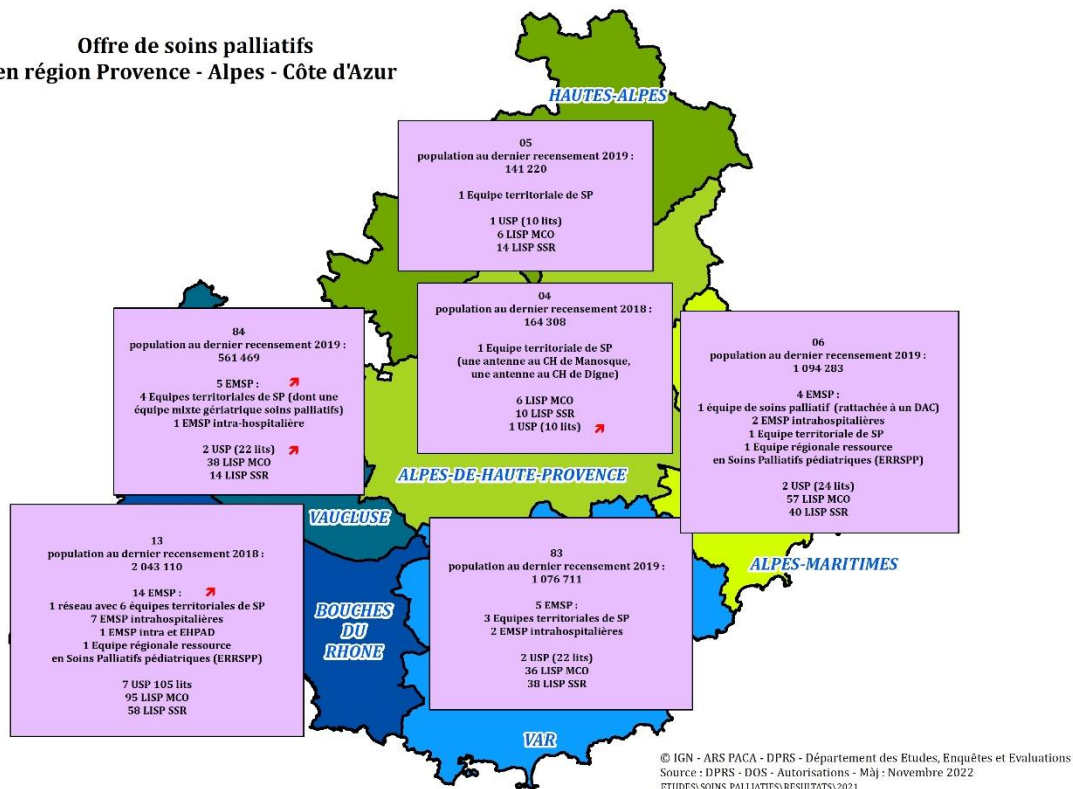 Offre de soins palliatifs
en région Provence - Alpes - Côte d'Azur
HAUTES-ALPES
05
population au dernier recensement 2019 :
141 220
1 Equipe territoriale de SP
1 USP (10 lits)
6 LISP MCO
14 LISP SSR
04
population au dernier recensement 2018 :
164 308
1 Equipe territoriale de SP
(une antenne au CH de Manosque,
une antenne au CH de Digne)
6 LISP MCO
10 LISP SSR
1 USP (10 lits)
84
population au dernier recensement 2019 :
561 469
5 EMSP :
4 Equipes territoriales de SP (dont une
équipe mixte gériatrique soins palliatifs)
1 EMSP intra-hospitalière
2 USP (22 lits)
38 LISP MCO
14 LISP SSR
06
population au dernier recensement 2019 :
1 094 283
4 EMSP :
1 équipe de soins palliatif (rattachée à un DAC)
2 EMSP intrahospitalières
1 Equipe territoriale de SP
1 Equipe régionale ressource
en Soins Palliatifs pédiatriques (ERRSPP)
2 USP (24 lits)
57 LISP MCO
40 LISP SSR
ALPES-DE-HAUTE-PROVENCE
VAUCLUSE
ALPES-MARITIMES
13
population au dernier recensement 2018 :
2 043 110
14 EMSP :
1 réseau avec 6 équipes territoriales de SP
7 EMSP intrahospitalières
1 EMSP intra et EHPAD
1 Equipe régionale ressource
en Soins Palliatifs pédiatriques (ERRSPP)
7 USP 105 lits
95 LISP MCO
58 LISP SSR
BOUCHES
DU
RHONE
83
population au dernier recensement 2019 :
1 076 711
5 EMSP :
3 Equipes territoriales de SP
2 EMSP intrahospitalières
2 USP (22 lits)
36 LISP MCO
38 LISP SSR
VAR
© IGN - ARS PACA - DPRS - Département des Etudes, Enquêtes et Evaluations
Source : DPRS - DOS - Autorisations - Màj : Novembre 2022
ETUDES\SOINS_PALLIATIFS\RESULTATS\2021